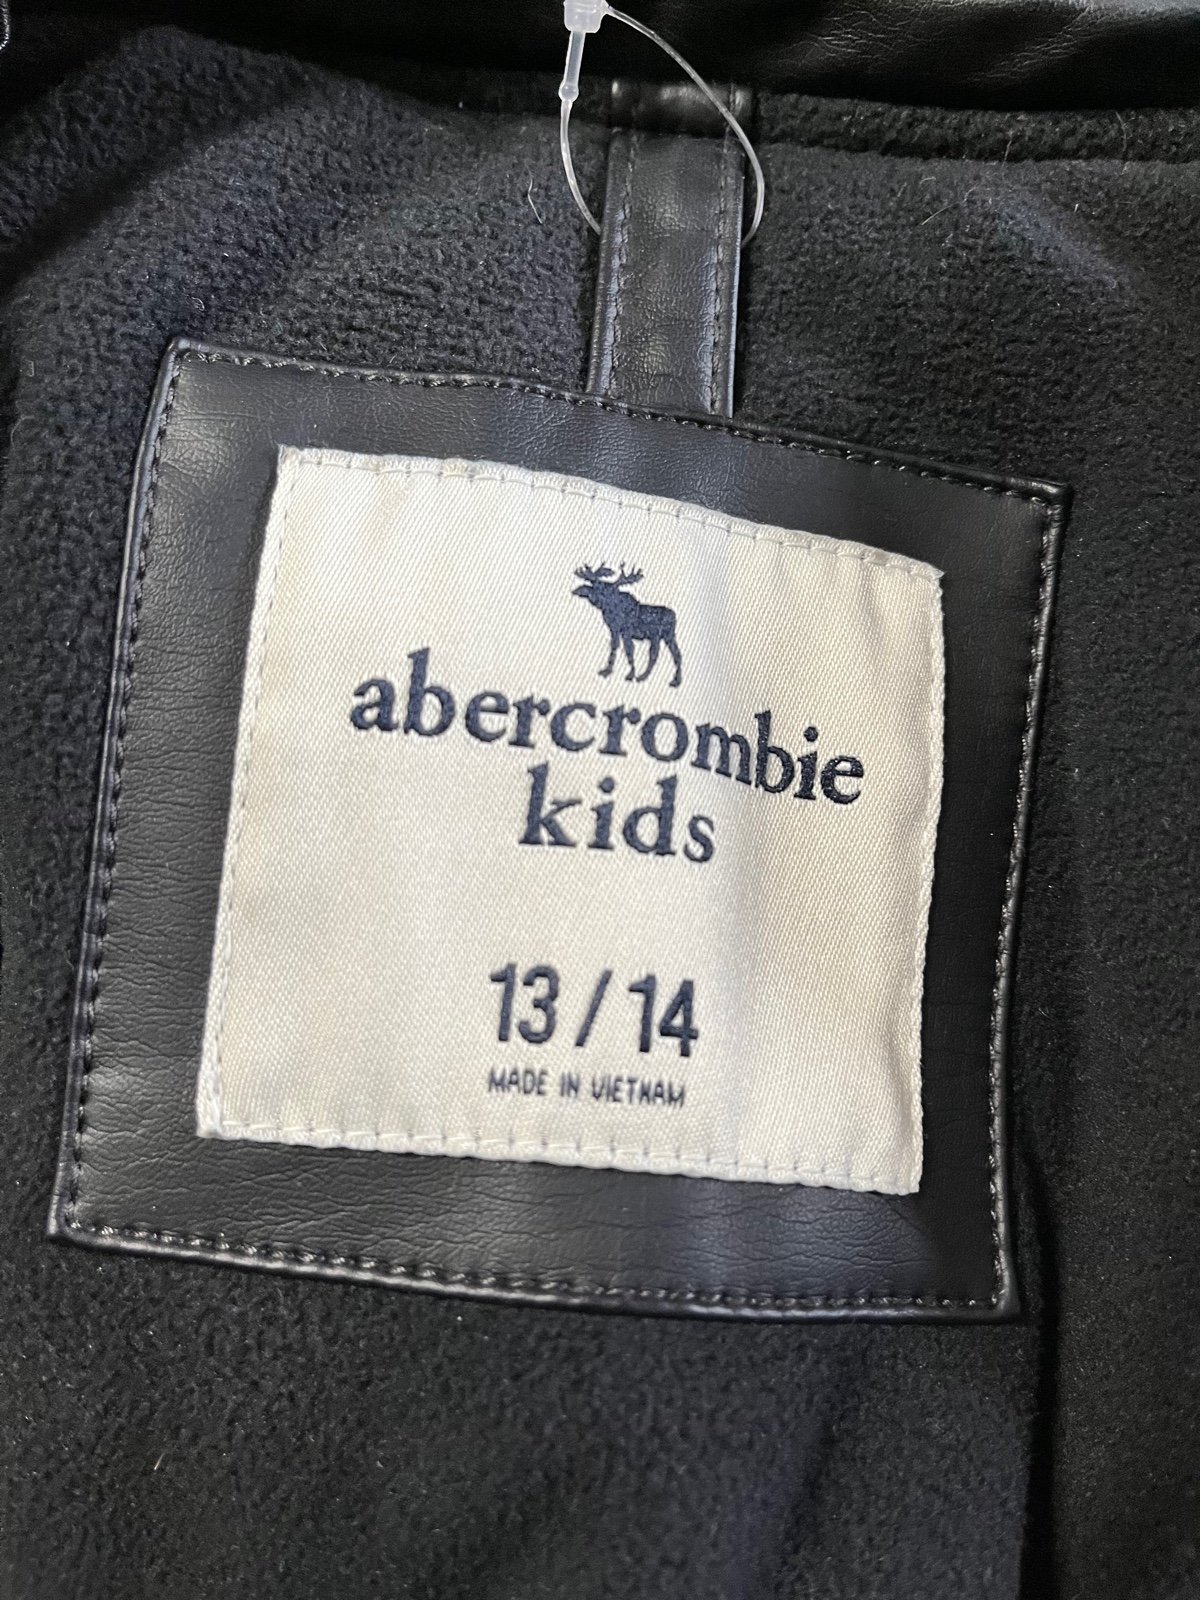 abercrombie
kids
13/14
MADE IN VIETNAM